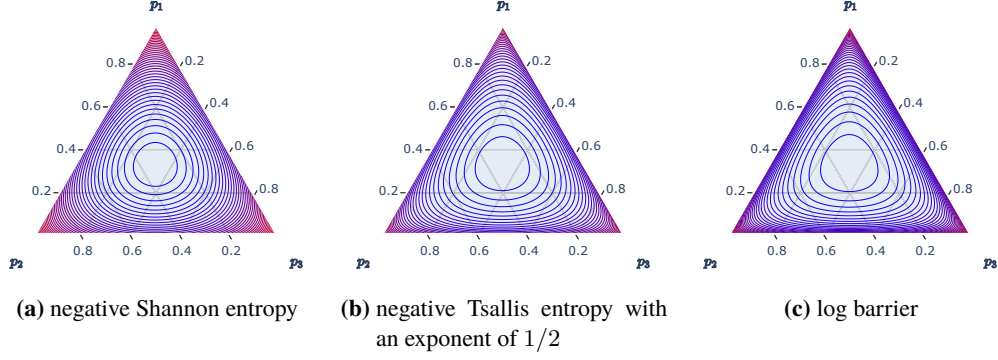 p₁ p₁ p₁
0.8 0.2 0.8 0.2 0.8 0.2
0.6 0.4 0.6 0.4 0.6 0.4
0.4 0.6 0.4 0.6 0.4 0.6
0.2 0.8 0.2 0.8 0.2 0.8
0.8 0.6 0.4 0.2 0.8 0.6 0.4 0.2 0.8 0.6 0.4 0.2
p₂ p₃ p₂ p₃ p₂ p₃
(a) negative Shannon entropy
(b) negative Tsallis entropy with
an exponent of 1/2
(c) log barrier